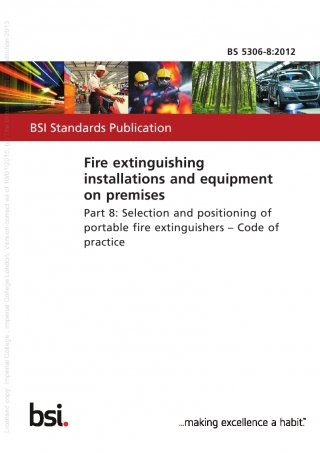 BS 5306-8:2012
BSI Standards Publication
Fire extinguishing
installations and equipment
on premises
Part 8: Selection and positioning of
portable fire extinguishers – Code of
practice
bsi.
...making excellence a habit.™